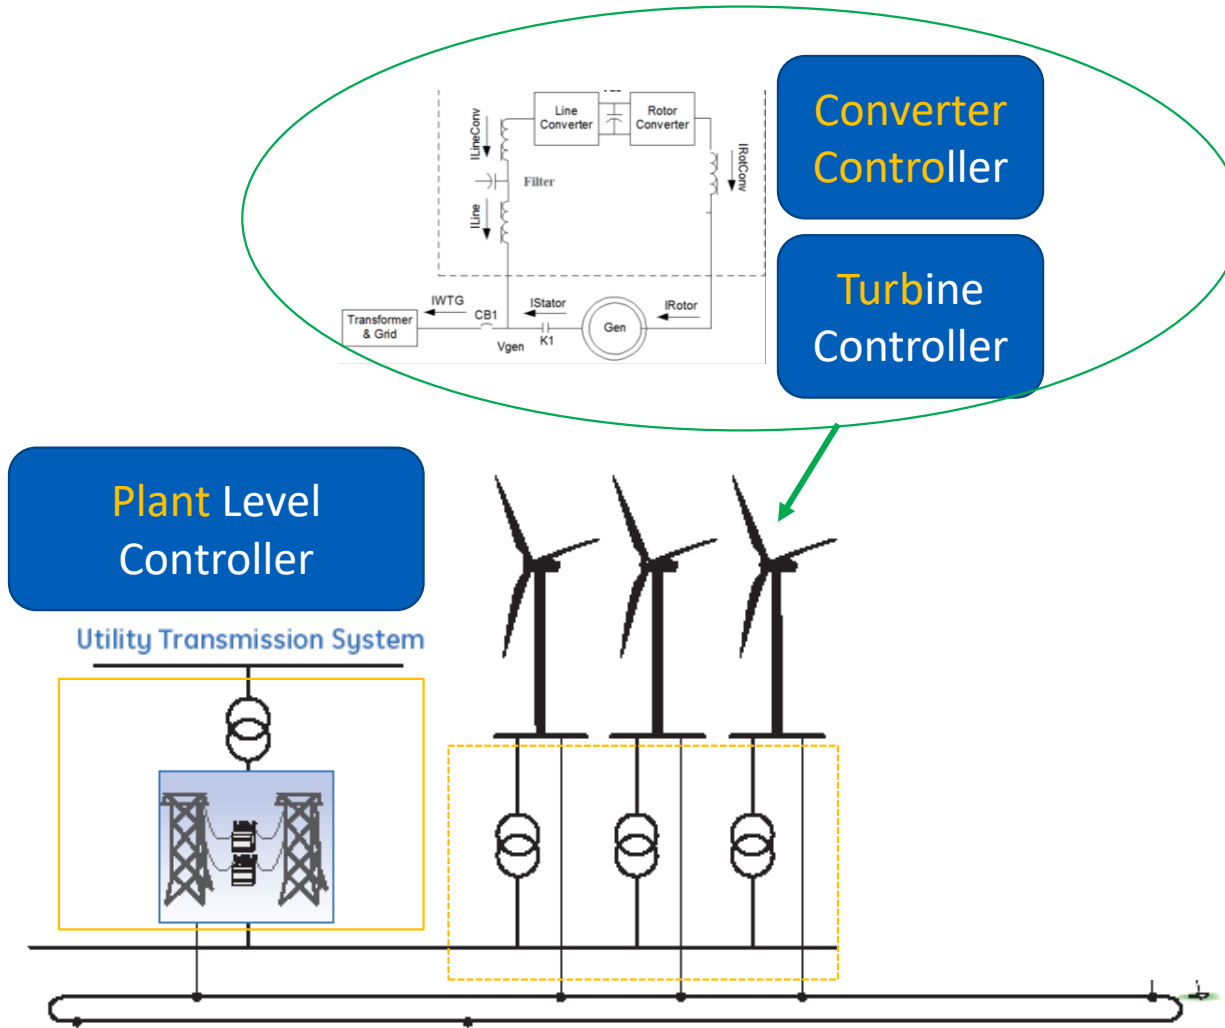 Converter
Controller
Line
Converter
Rotor
Converter
ILineConv
IRotConv
Filter
ILine
Turbine
Controller
IWTG
IStator
IRotor
CB1
Transformer
& Grid
Gen
K1
Vgen
Plant Level
Controller
Utility Transmission System